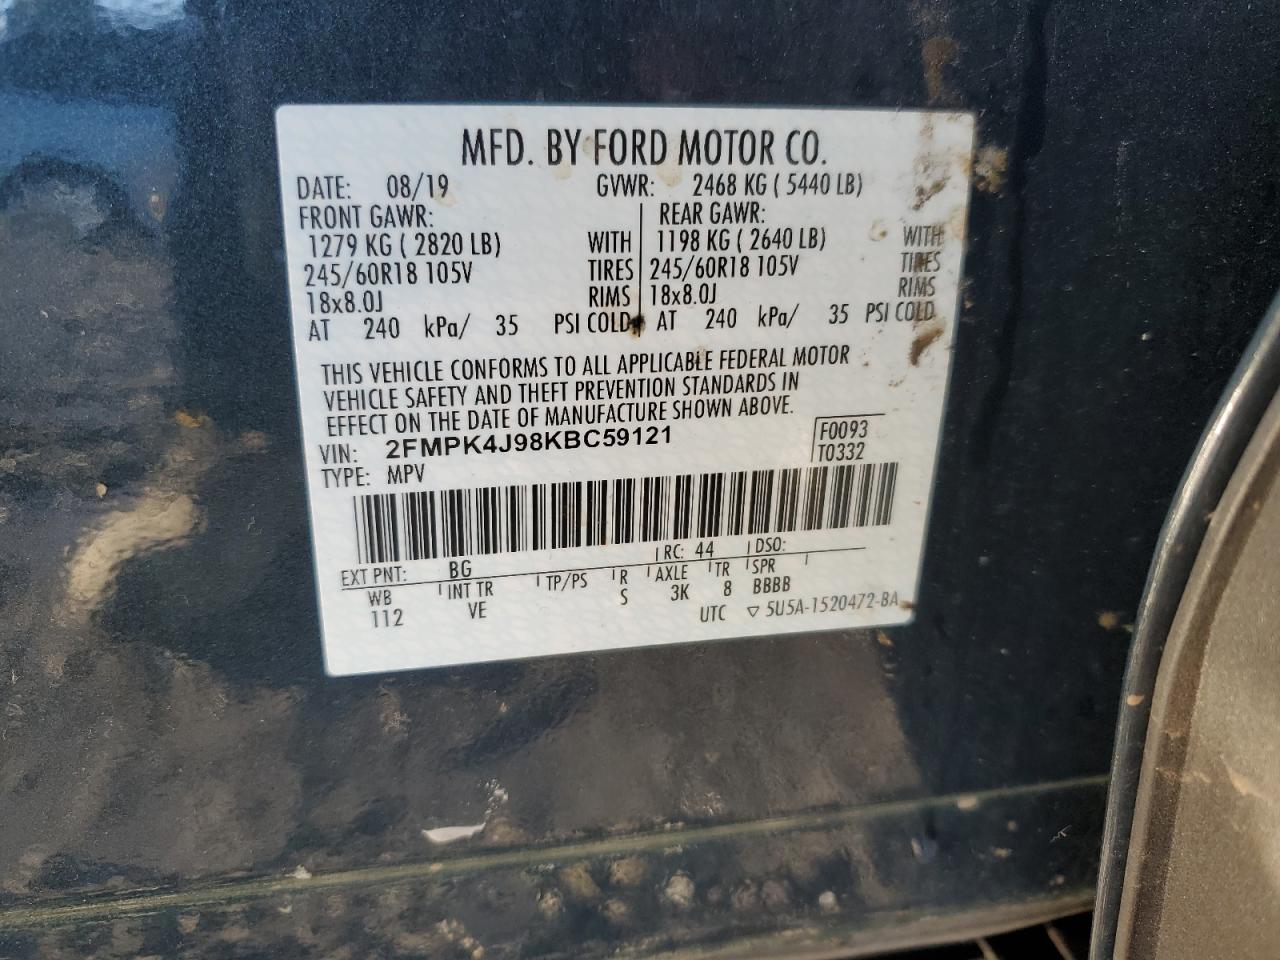 MFD. BY FORD MOTOR CO.
DATE: 08/19 GVWR: 2468 KG ( 5440 LB)
FRONT GAWR: REAR GAWR:
1279 KG ( 2820 LB) WITH 1198 KG ( 2640 LB) WITH
245/60R18 105V TIRES 245/60R18 105V TIRES
18x8.0J RIMS 18x8.0J RIMS
AT 240 kPa/ 35 PSI COLD AT 240 kPa/ 35 PSI COLD
THIS VEHICLE CONFORMS TO ALL APPLICABLE FEDERAL MOTOR
VEHICLE SAFETY AND THEFT PREVENTION STANDARDS IN
EFFECT ON THE DATE OF MANUFACTURE SHOWN ABOVE.
VIN: 2FMPK4J98KBC59121 F0093
TYPE: MPV T0332
EXT PNT: BG RC: 44 DSO:
WB INT TR TP/PS R AXLE TR SPR
112 VE S 3K 8 BBBB
UTC ▽ 5U5A-1520472-BA